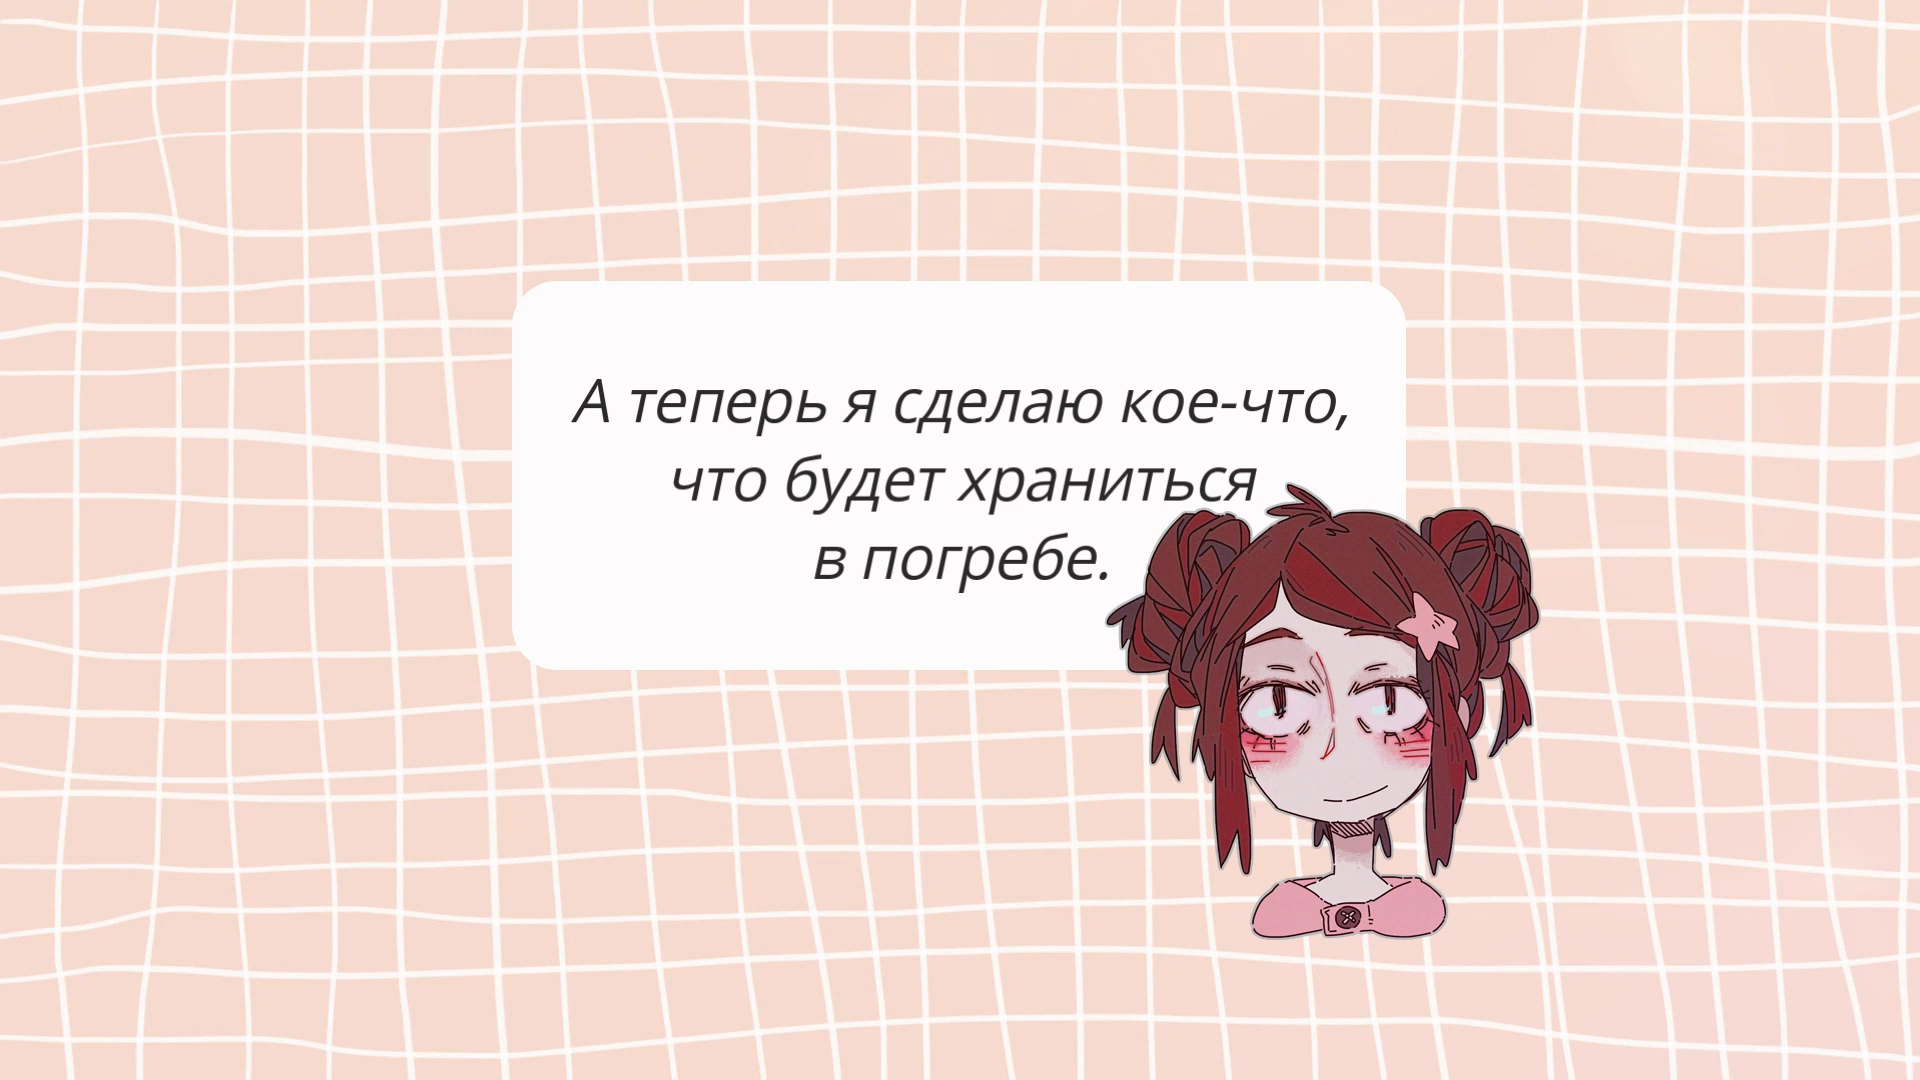 А теперь я сделаю кое-что,
что будет храниться
в погребе.